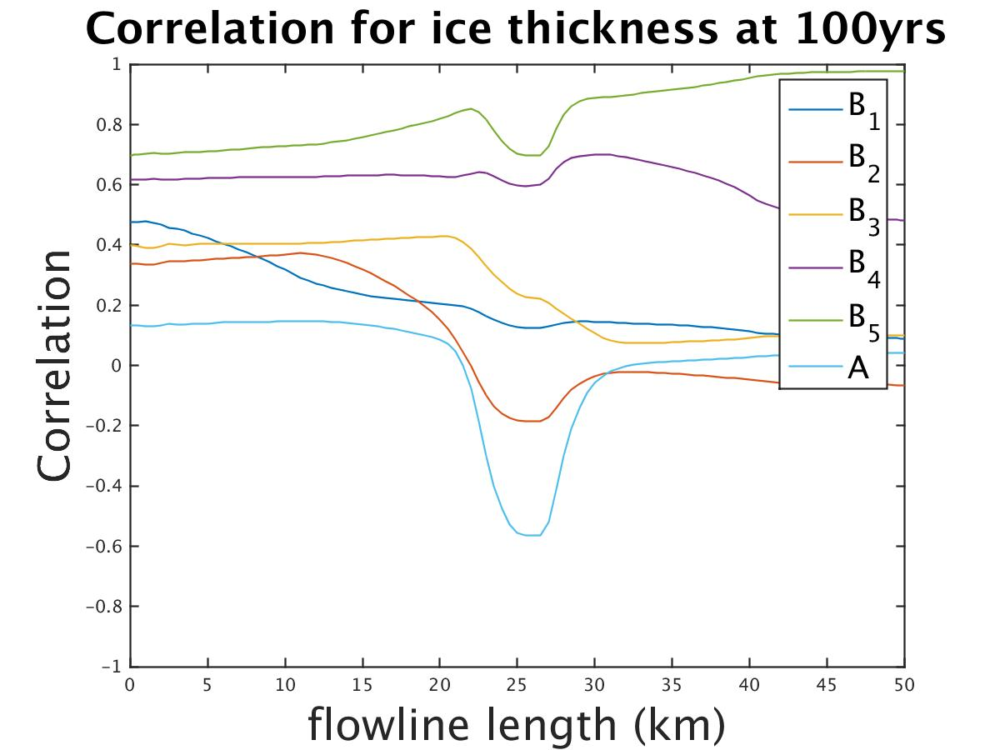 Correlation for ice thickness at 100yrs
Correlation
1
0.8
0.6
0.4
0.2
0
−0.2
−0.4
−0.6
−0.8
−1
B1
B2
B3
B4
B5
A
0 5 10 15 20 25 30 35 40 45 50
flowline length (km)